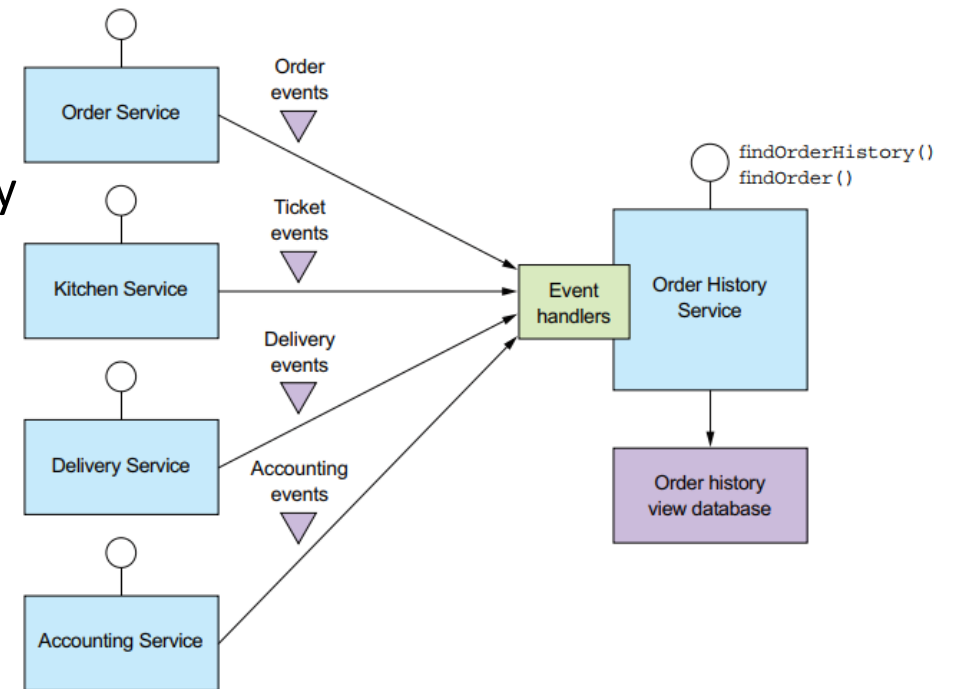 Order Service
Order
events
y
Kitchen Service
Ticket
events
Delivery Service
Delivery
events
Accounting Service
Accounting
events
Event
handlers
findOrderHistory()
findOrder()
Order History
Service
Order history
view database